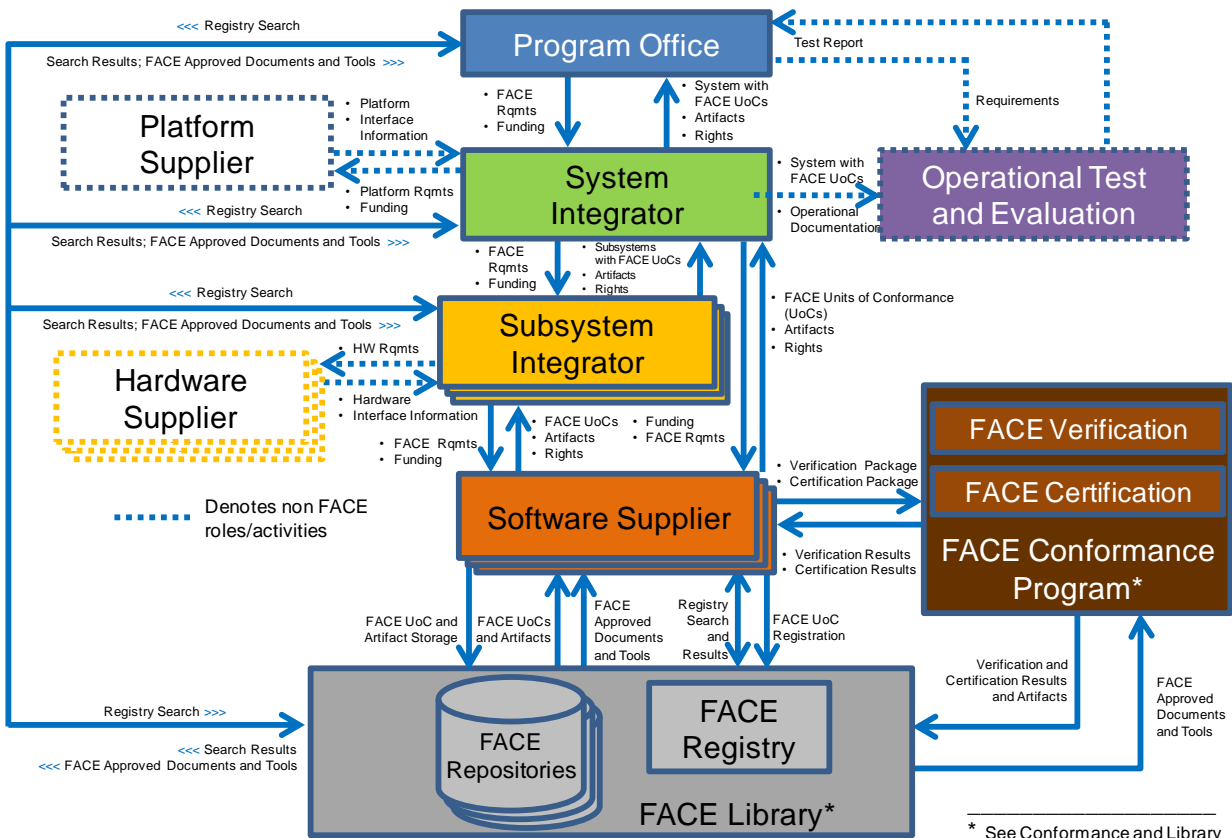 <<< Registry Search
Program Office
Test Report
Search Results; FACE Approved Documents and Tools >>>
Requirements
• FACE
Rqmts
• Funding
• System with
FACE UoCs
• Artifacts
• Rights
Platform
Supplier
• Platform
• Interface
Information
• Platform Rqmts
• Funding
System
Integrator
• System with
FACE UoCs
• Operational
Documentation
Operational Test
and Evaluation
<<< Registry Search
Search Results; FACE Approved Documents and Tools >>>
• FACE
Rqmts
• Funding
• Subsystems
with FACE UoCs
• Artifacts
• Rights
• FACE Units of Conformance
(UoCs)
• Artifacts
• Rights
<<< Registry Search
Search Results; FACE Approved Documents and Tools >>>
Subsystem
Integrator
Hardware
Supplier
• HW Rqmts
• Hardware
• Interface Information
• FACE Rqmts
• Funding
• FACE UoCs
• Artifacts
• Rights
• Funding
• FACE Rqmts
FACE Verification
FACE Certification
FACE Conformance
Program*
• Verification Package
• Certification Package
Denotes non FACE
roles/activities
Software Supplier
• Verification Results
• Certification Results
FACE UoC and
Artifact Storage
FACE UoCs
and Artifacts
FACE
Approved
Documents
and Tools
Registry
Search
and
Results
FACE UoC
Registration
Verification and
Certification Results
and Artifacts
FACE
Approved
Documents
and Tools
Registry Search >>>
<<< Search Results
<<< FACE Approved Documents and Tools
FACE
Repositories
FACE
Registry
FACE Library*
* See Conformance and Library